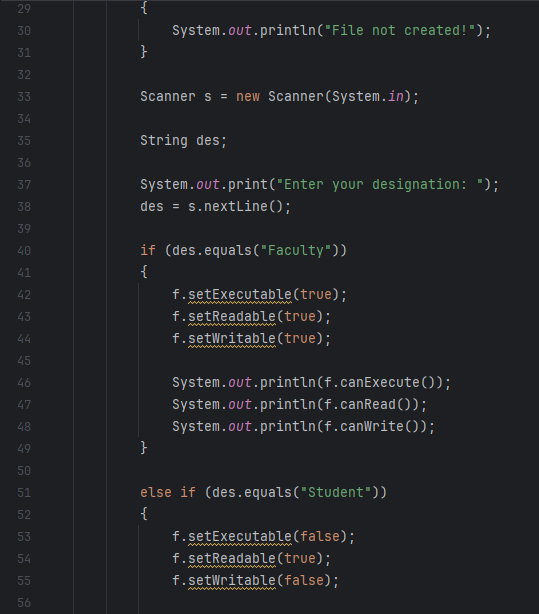 29 {
30 System.out.println("File not created!");
31 }
32
33 Scanner s = new Scanner(System.in);
34
35 String des;
36
37 System.out.print("Enter your designation: ");
38 des = s.nextLine();
39
40 if (des.equals("Faculty"))
41 {
42 f.setExecutable(true);
43 f.setReadable(true);
44 f.setWritable(true);
45
46 System.out.println(f.canExecute());
47 System.out.println(f.canRead());
48 System.out.println(f.canWrite());
49 }
50
51 else if (des.equals("Student"))
52 {
53 f.setExecutable(false);
54 f.setReadable(true);
55 f.setWritable(false);
56